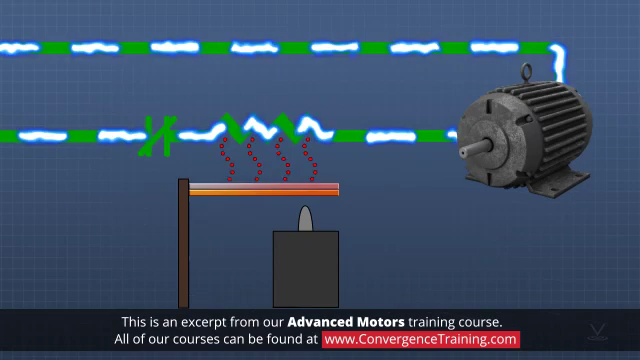 This is an excerpt from our Advanced Motors training course.
All of our courses can be found at www.ConvergenceTraining.com